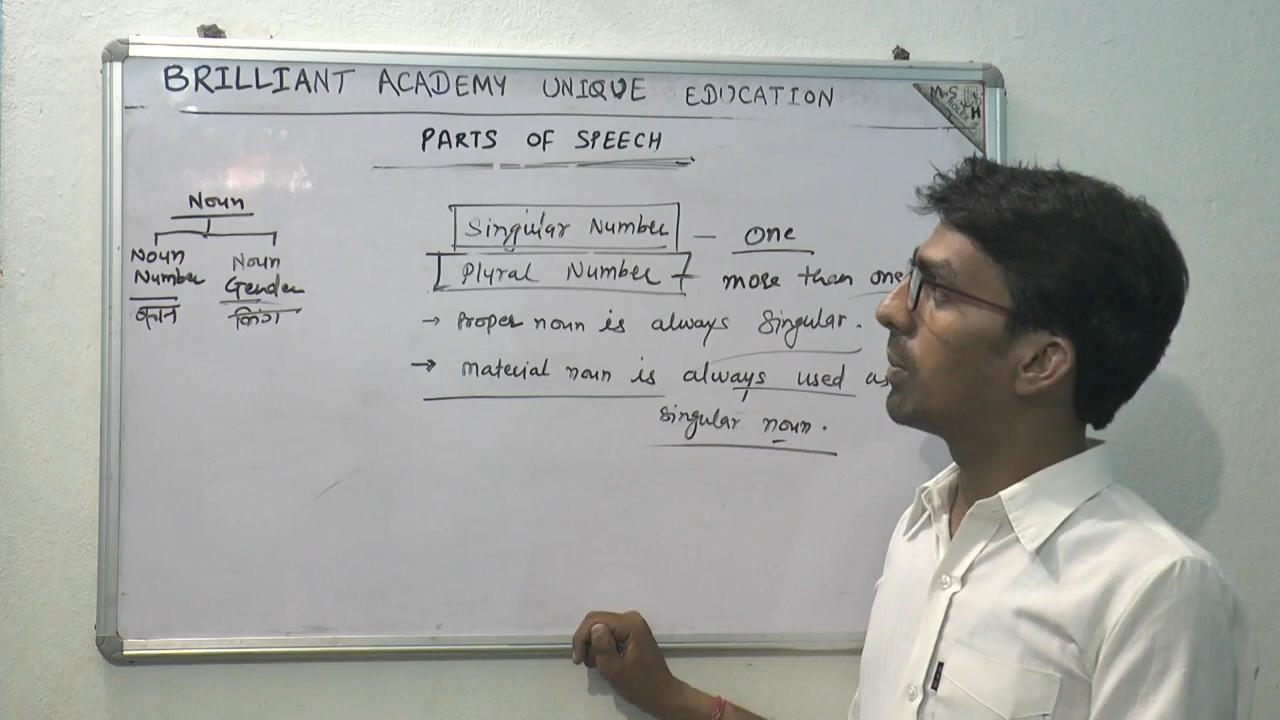 BRILLIANT ACADEMY UNIQUE EDUCATION
PARTS OF SPEECH
Noun
Noun Number
वचन
Noun Gender
लिंग
Singular Number — One
Plural Number — more than one
→ Proper noun is always Singular.
→ material noun is always used as
singular noun.